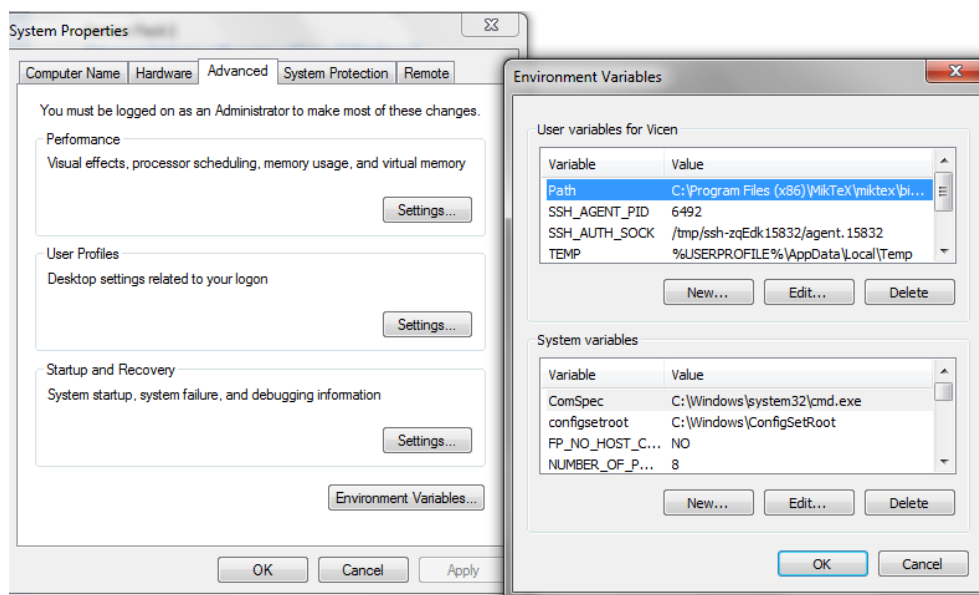 System Properties
Computer Name Hardware Advanced System Protection Remote
You must be logged on as an Administrator to make most of these changes.
Performance
Visual effects, processor scheduling, memory usage, and virtual memory
Settings...
User Profiles
Desktop settings related to your logon
Settings...
Startup and Recovery
System startup, system failure, and debugging information
Settings...
Environment Variables...
OK Cancel Apply
Environment Variables
User variables for Vicen
Variable Value
Path C:\Program Files (x86)\MikTeX\miktex\bi...
SSH_AGENT_PID 6492
SSH_AUTH_SOCK /tmp/ssh-zqEdk15832/agent.15832
TEMP %USERPROFILE%\AppData\Local\Temp
New... Edit... Delete
System variables
Variable Value
ComSpec C:\Windows\system32\cmd.exe
configsetroot C:\Windows\ConfigSetRoot
FP_NO_HOST_C... NO
NUMBER_OF_P... 8
New... Edit... Delete
OK Cancel